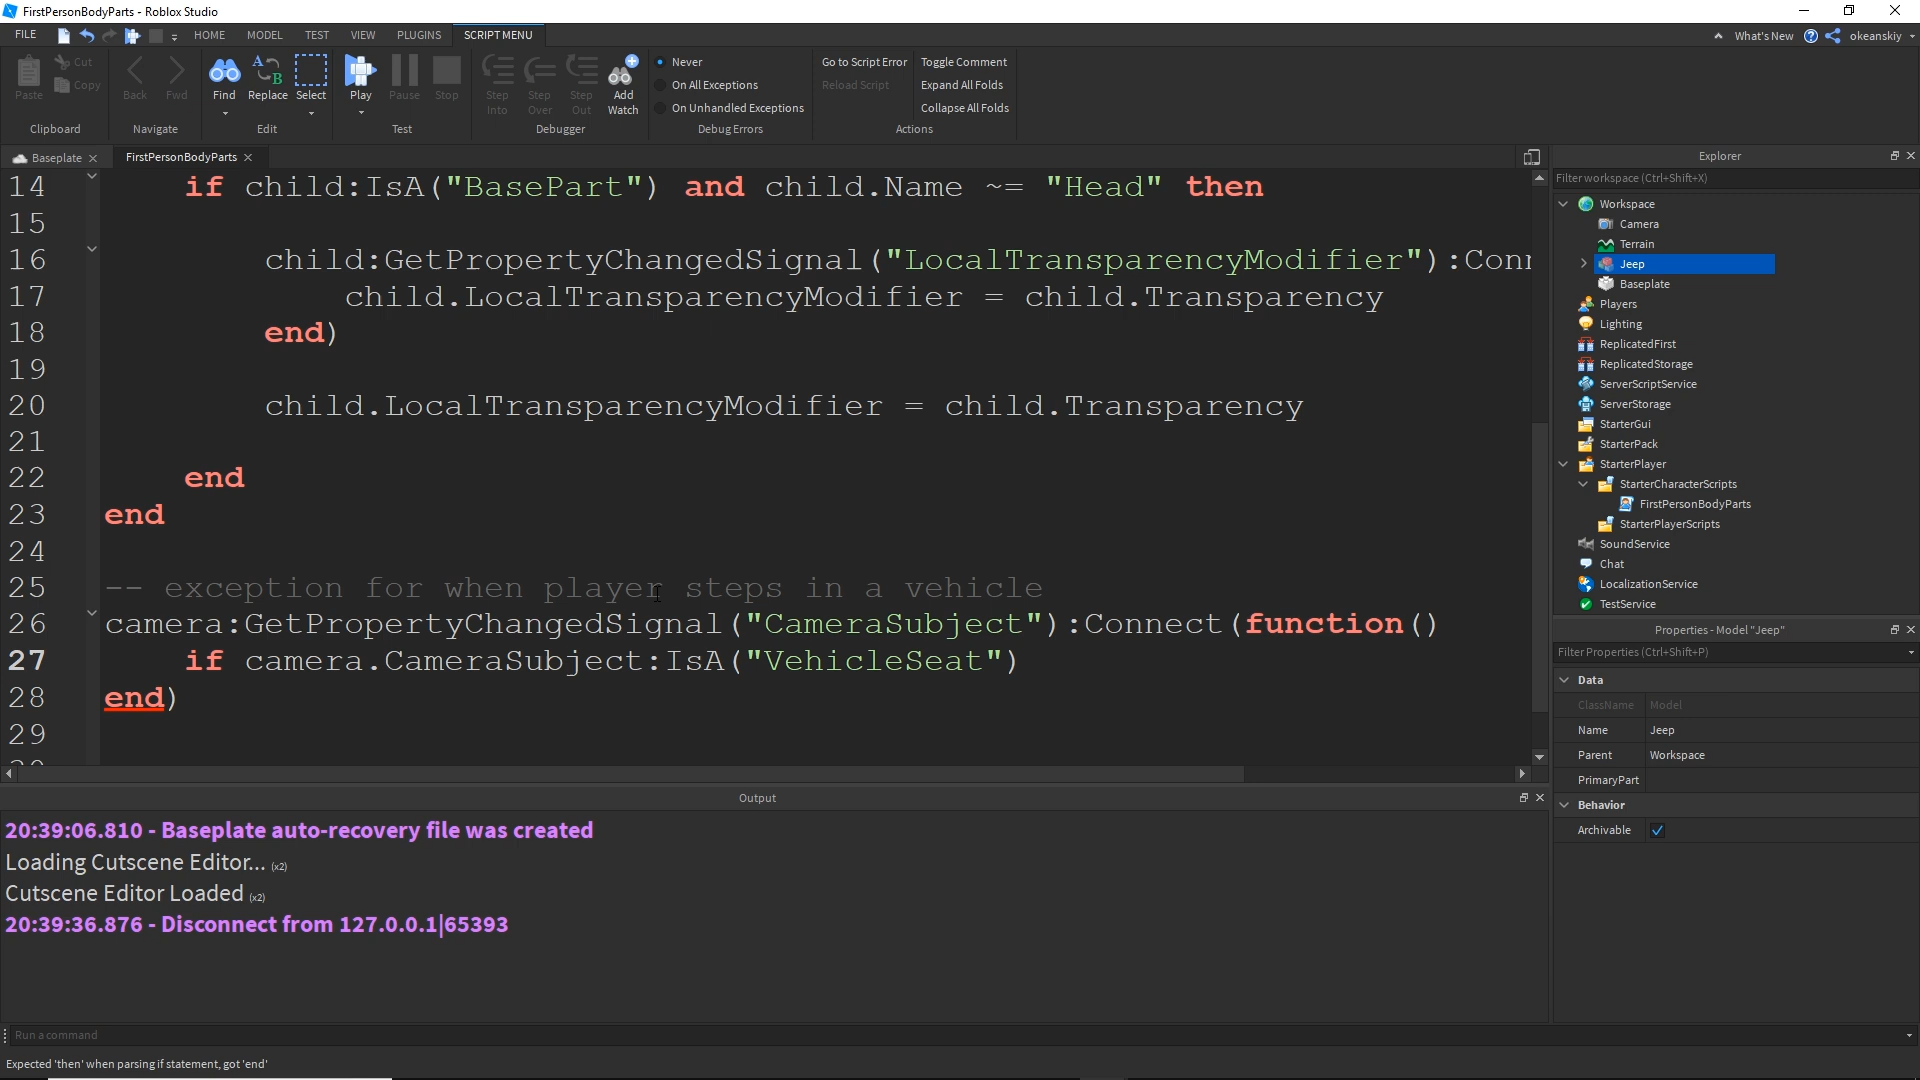 FirstPersonBodyParts - Roblox Studio
FILE HOME MODEL TEST VIEW PLUGINS SCRIPT MENU What's New okeanskiy
Paste Cut Copy Back Fwd Find Replace Select Play Pause Stop Step Into Step Over Step Out Add Watch
Never
On All Exceptions
On Unhandled Exceptions
Go to Script Error
Reload Script
Toggle Comment
Expand All Folds
Collapse All Folds
Clipboard Navigate Edit Test Debugger Debug Errors Actions
Baseplate FirstPersonBodyParts
14 if child:IsA("BasePart") and child.Name ~= "Head" then
15
16 child:GetPropertyChangedSignal("LocalTransparencyModifier"):Conn
17 child.LocalTransparencyModifier = child.Transparency
18 end)
19
20 child.LocalTransparencyModifier = child.Transparency
21
22 end
23 end
24
25 -- exception for when player steps in a vehicle
26 camera:GetPropertyChangedSignal("CameraSubject"):Connect(function()
27 if camera.CameraSubject:IsA("VehicleSeat")
28 end)
29
Output
20:39:06.810 - Baseplate auto-recovery file was created
Loading Cutscene Editor... (x2)
Cutscene Editor Loaded (x2)
20:39:36.876 - Disconnect from 127.0.0.1|65393
Run a command
Expected 'then' when parsing if statement, got 'end'
Explorer
Filter workspace (Ctrl+Shift+X)
Workspace
Camera
Terrain
Jeep
Baseplate
Players
Lighting
ReplicatedFirst
ReplicatedStorage
ServerScriptService
ServerStorage
StarterGui
StarterPack
StarterPlayer
StarterCharacterScripts
FirstPersonBodyParts
StarterPlayerScripts
SoundService
Chat
LocalizationService
TestService
Properties - Model "Jeep"
Filter Properties (Ctrl+Shift+P)
Data
ClassName Model
Name Jeep
Parent Workspace
PrimaryPart
Behavior
Archivable